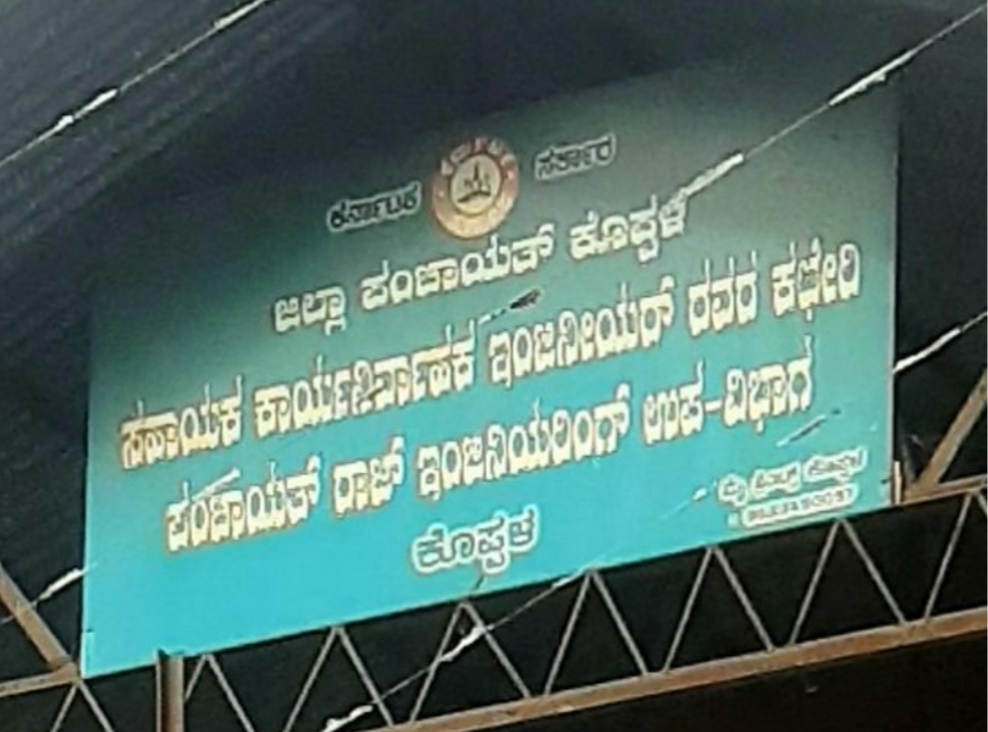 ಕರ್ನಾಟಕ ಸರ್ಕಾರ
ಜಿಲ್ಲಾ ಪಂಚಾಯತ್ ಕೊಪ್ಪಳ
ಸಹಾಯಕ ಕಾರ್ಯನಿರ್ವಾಹಕ ಇಂಜನೀಯರ್ ರವರ ಕಛೇರಿ
ಪಂಚಾಯತ್ ರಾಜ್ ಇಂಜನಿಯರಿಂಗ್ ಉಪ-ವಿಭಾಗ
ಕೊಪ್ಪಳ